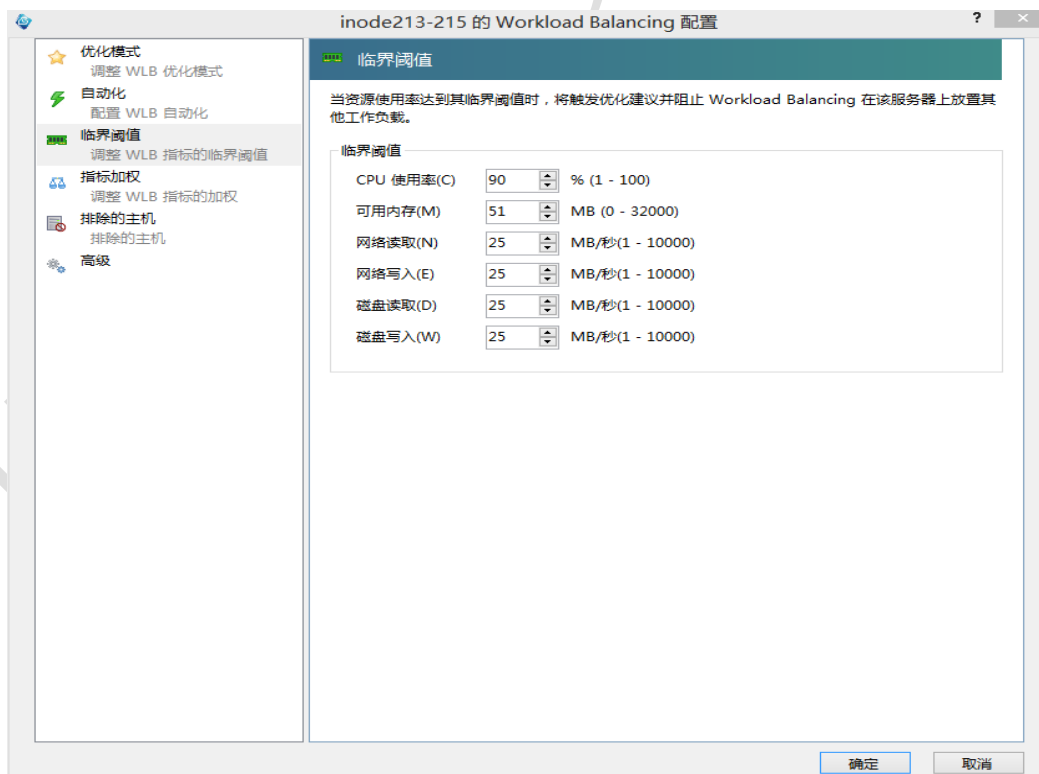 inode213-215 的 Workload Balancing 配置
?
优化模式
调整 WLB 优化模式
自动化
配置 WLB 自动化
临界阈值
调整 WLB 指标的临界阈值
指标加权
调整 WLB 指标的加权
排除的主机
排除的主机
高级
临界阈值
当资源使用率达到其临界阈值时，将触发优化建议并阻止 Workload Balancing 在该服务器上放置其
他工作负载。
临界阈值
CPU 使用率(C) 90 % (1 - 100)
可用内存(M) 51 MB (0 - 32000)
网络读取(N) 25 MB/秒(1 - 10000)
网络写入(E) 25 MB/秒(1 - 10000)
磁盘读取(D) 25 MB/秒(1 - 10000)
磁盘写入(W) 25 MB/秒(1 - 10000)
确定 取消